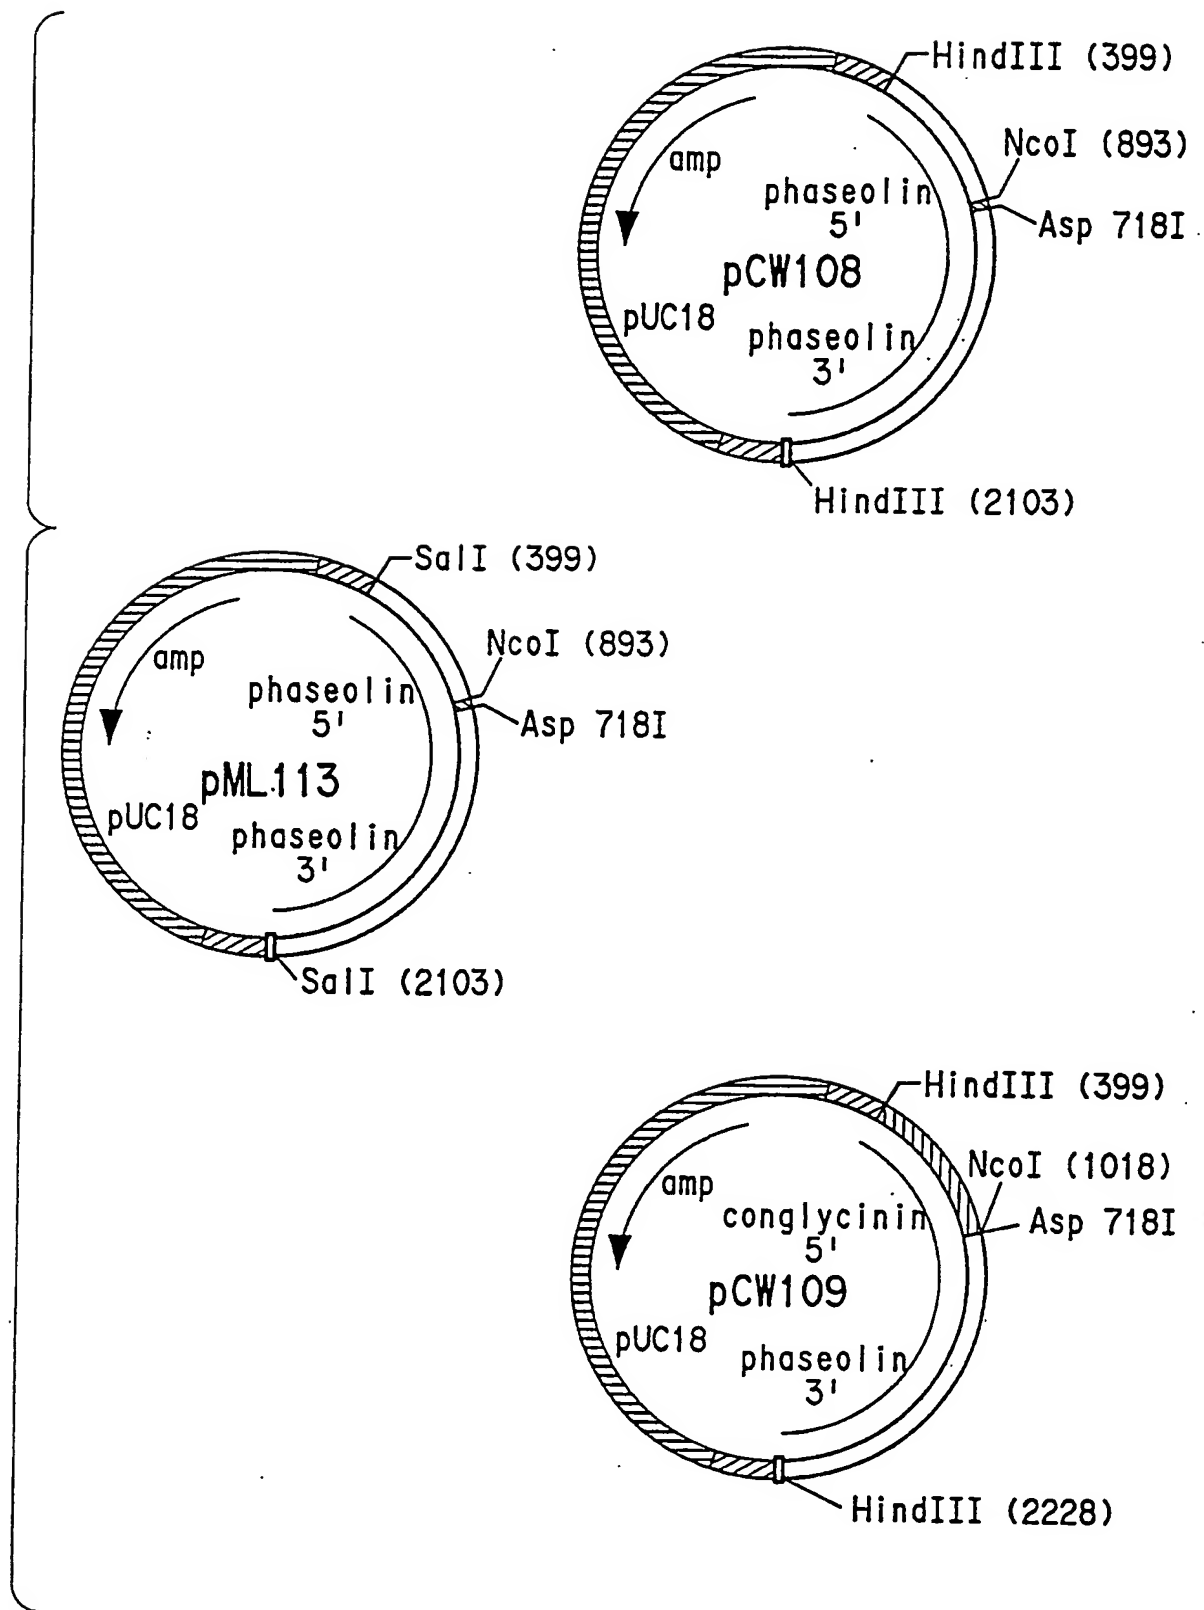 HindIII (399)
NcoI (893)
Asp 718I
amp
phaseolin
5'
pCW108
pUC18
phaseolin
3'
HindIII (2103)
SalI (399)
NcoI (893)
Asp 718I
amp
phaseolin
5'
pML113
pUC18
phaseolin
3'
SalI (2103)
HindIII (399)
NcoI (1018)
Asp 718I
amp
conglycinin
5'
pCW109
pUC18
phaseolin
3'
HindIII (2228)